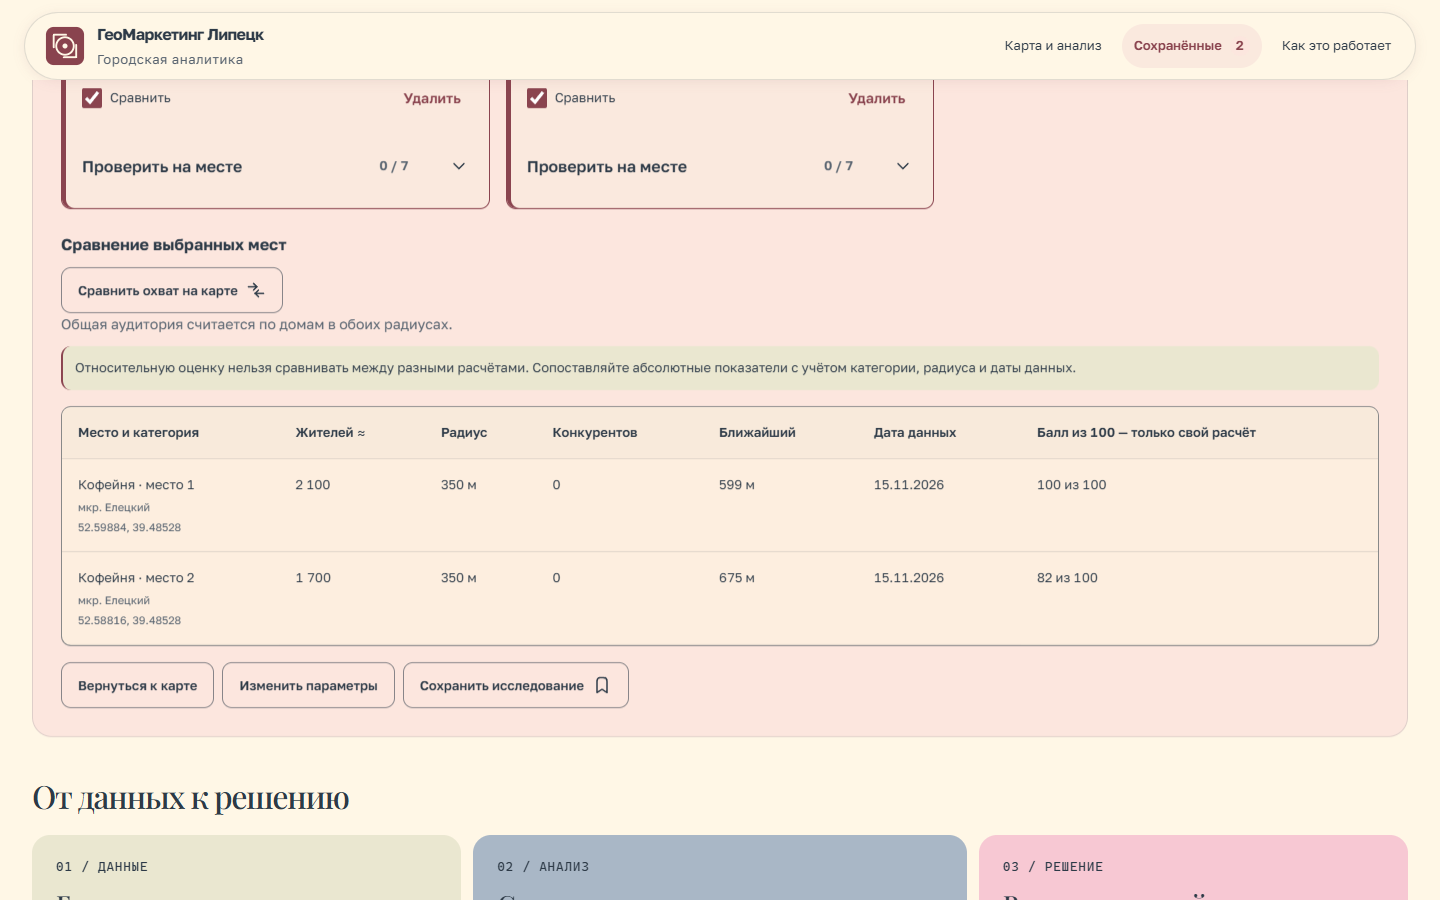 ГеоМаркетинг Липецк
Городская аналитика
Карта и анализ
Сохранённые 2
Как это работает
Сравнить
Удалить
Сравнить
Удалить
Проверить на месте 0 / 7
Проверить на месте 0 / 7
Сравнение выбранных мест
Сравнить охват на карте
Общая аудитория считается по домам в обоих радиусах.
Относительную оценку нельзя сравнивать между разными расчётами. Сопоставляйте абсолютные показатели с учётом категории, радиуса и даты данных.
Место и категория Жителей ≈ Радиус Конкурентов Ближайший Дата данных Балл из 100 — только свой расчёт
Кофейня · место 1 2 100 350 м 0 599 м 15.11.2026 100 из 100
мкр. Елецкий
52.59884, 39.48528
Кофейня · место 2 1 700 350 м 0 675 м 15.11.2026 82 из 100
мкр. Елецкий
52.58816, 39.48528
Вернуться к карте
Изменить параметры
Сохранить исследование
От данных к решению
01 / ДАННЫЕ
02 / АНАЛИЗ
03 / РЕШЕНИЕ